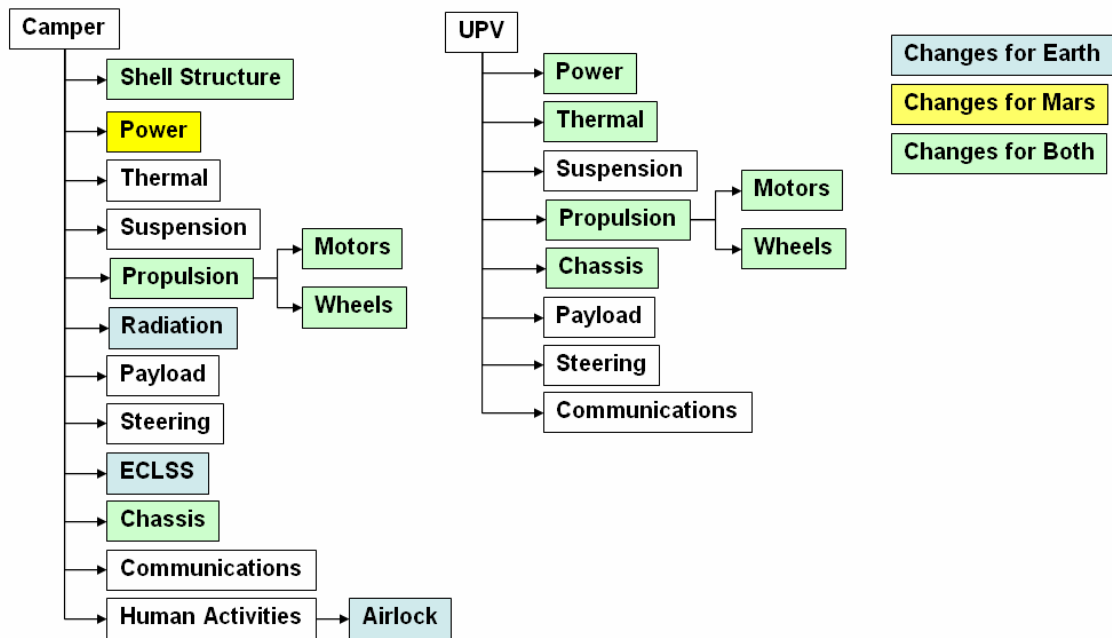 Camper
Shell Structure
Power
Thermal
Suspension
Propulsion
Motors
Wheels
Radiation
Payload
Steering
ECLSS
Chassis
Communications
Human Activities
Airlock
UPV
Power
Thermal
Suspension
Propulsion
Motors
Wheels
Chassis
Payload
Steering
Communications
Changes for Earth
Changes for Mars
Changes for Both